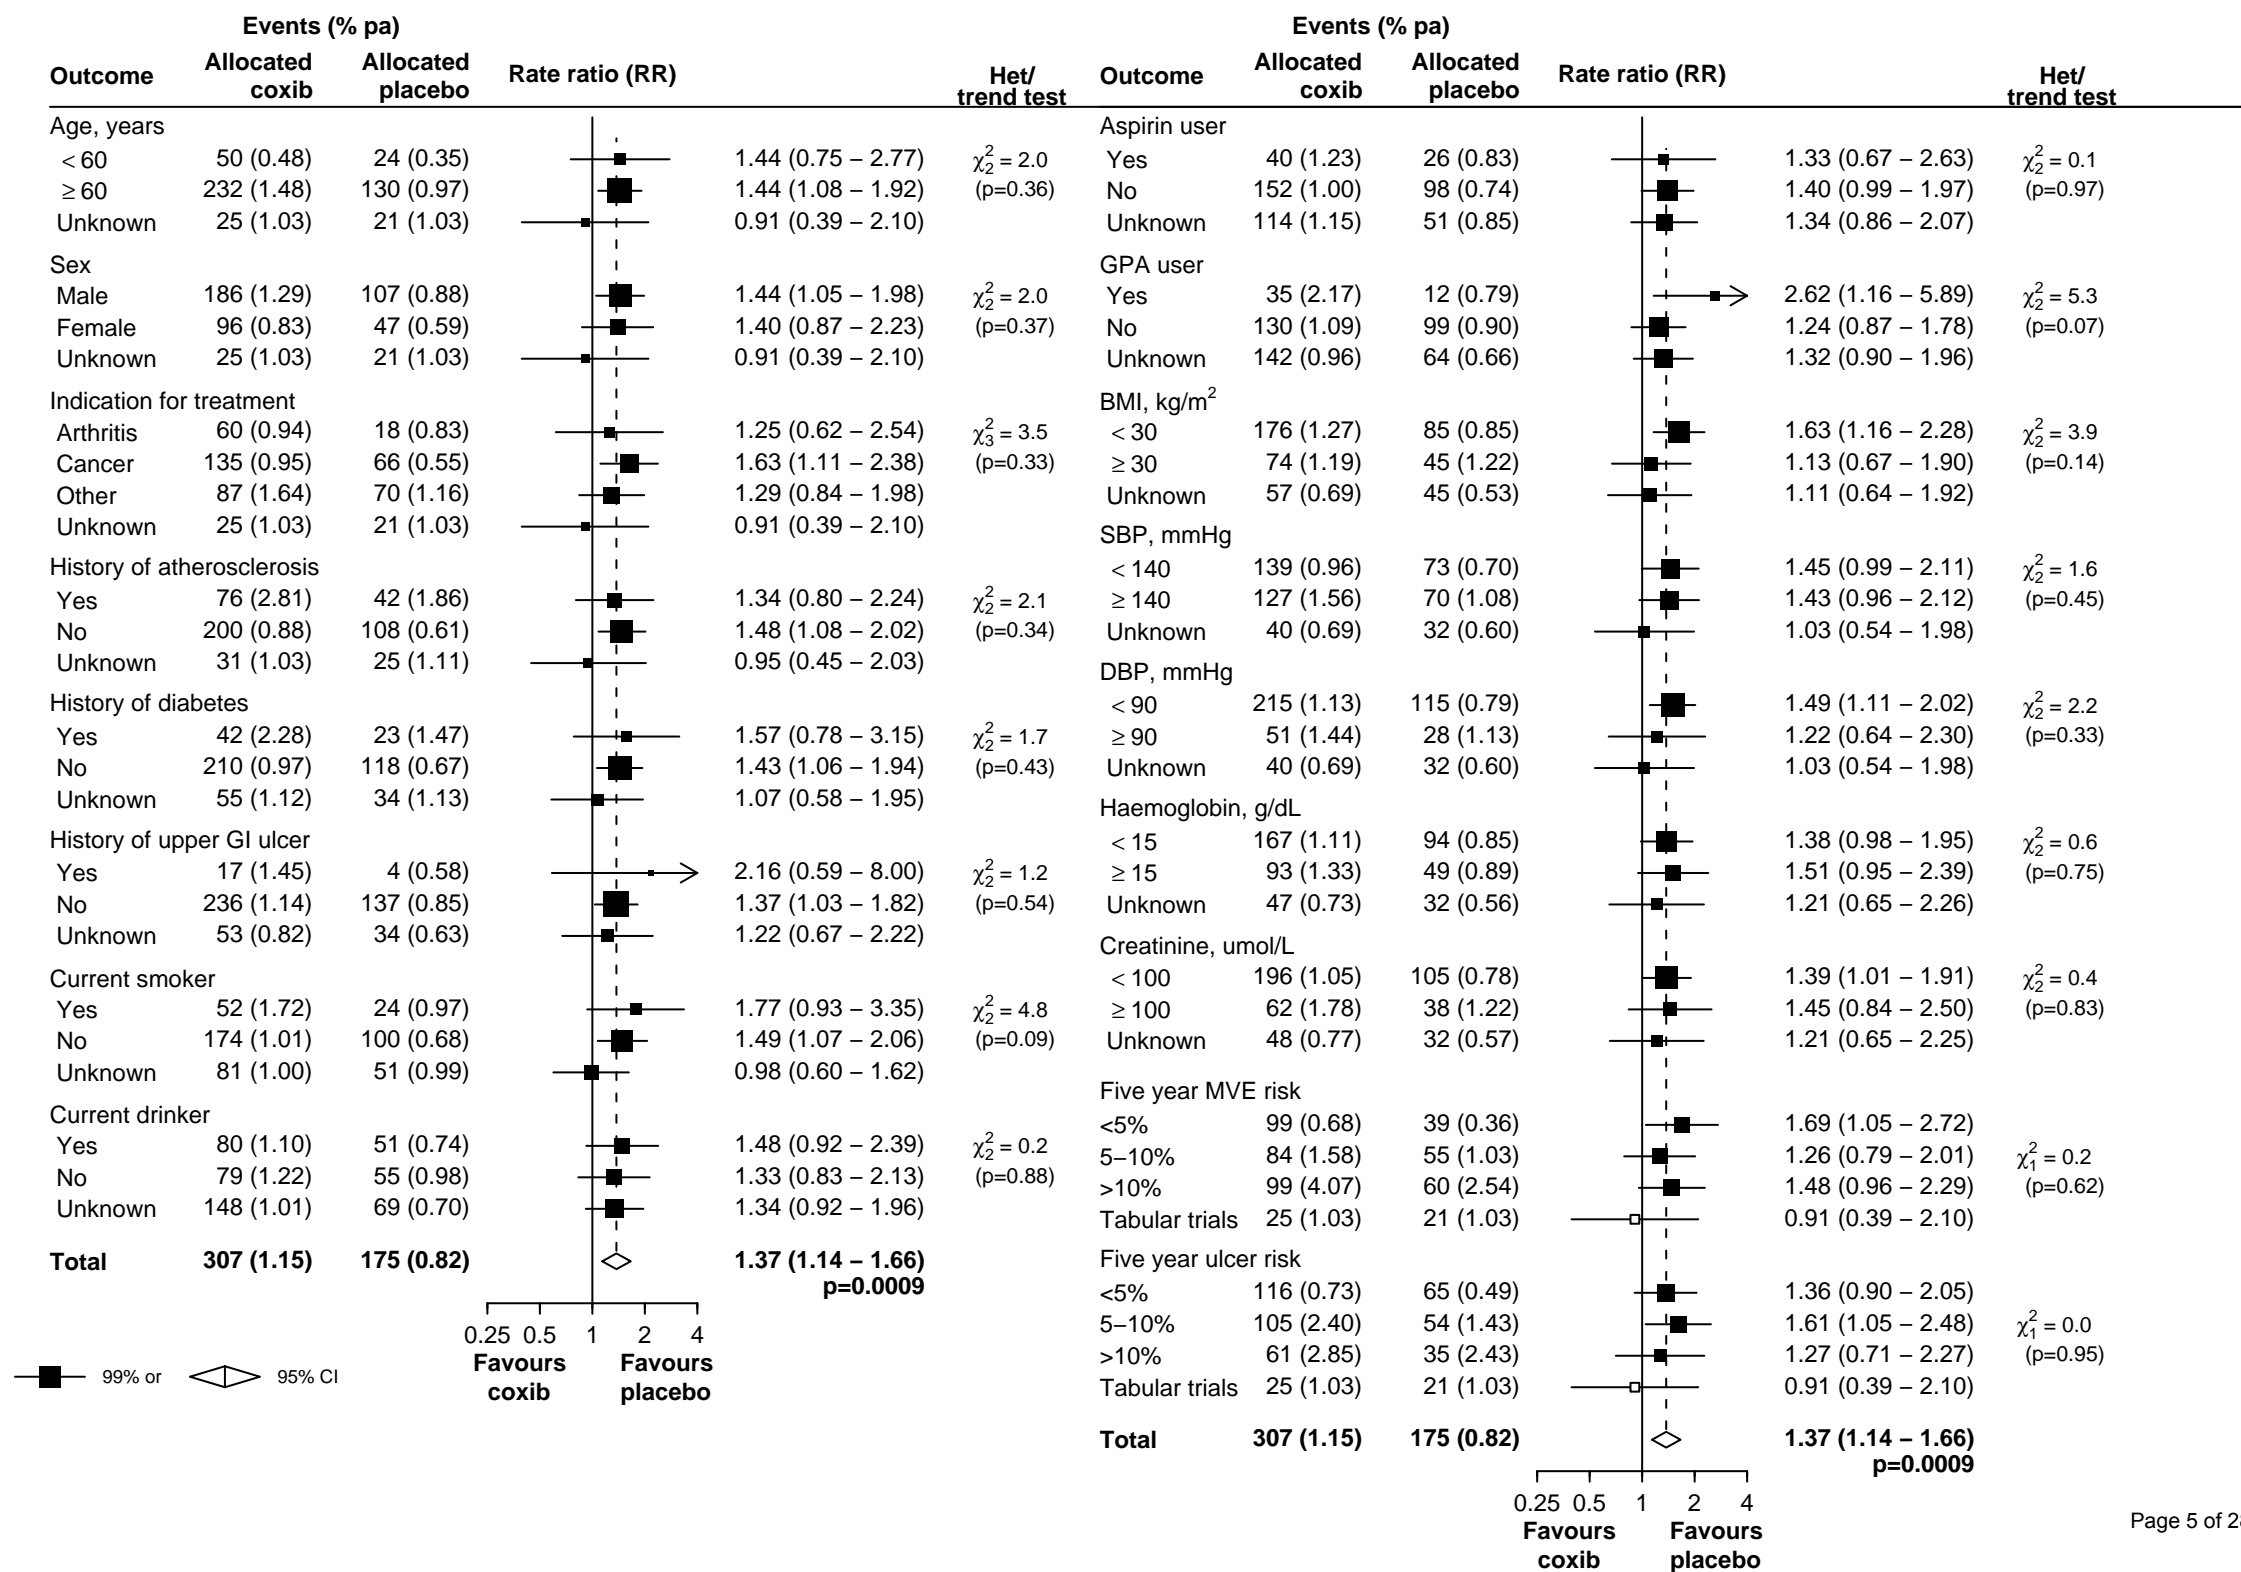 Events (% pa)
Outcome Allocated coxib Allocated placebo Rate ratio (RR) Het/ trend test
Age, years
< 60 50 (0.48) 24 (0.35) 1.44 (0.75 – 2.77) χ²₂ = 2.0
≥ 60 232 (1.48) 130 (0.97) 1.44 (1.08 – 1.92) (p=0.36)
Unknown 25 (1.03) 21 (1.03) 0.91 (0.39 – 2.10)
Sex
Male 186 (1.29) 107 (0.88) 1.44 (1.05 – 1.98) χ²₂ = 2.0
Female 96 (0.83) 47 (0.59) 1.40 (0.87 – 2.23) (p=0.37)
Unknown 25 (1.03) 21 (1.03) 0.91 (0.39 – 2.10)
Indication for treatment
Arthritis 60 (0.94) 18 (0.83) 1.25 (0.62 – 2.54) χ²₃ = 3.5
Cancer 135 (0.95) 66 (0.55) 1.63 (1.11 – 2.38) (p=0.33)
Other 87 (1.64) 70 (1.16) 1.29 (0.84 – 1.98)
Unknown 25 (1.03) 21 (1.03) 0.91 (0.39 – 2.10)
History of atherosclerosis
Yes 76 (2.81) 42 (1.86) 1.34 (0.80 – 2.24) χ²₂ = 2.1
No 200 (0.88) 108 (0.61) 1.48 (1.08 – 2.02) (p=0.34)
Unknown 31 (1.03) 25 (1.11) 0.95 (0.45 – 2.03)
History of diabetes
Yes 42 (2.28) 23 (1.47) 1.57 (0.78 – 3.15) χ²₂ = 1.7
No 210 (0.97) 118 (0.67) 1.43 (1.06 – 1.94) (p=0.43)
Unknown 55 (1.12) 34 (1.13) 1.07 (0.58 – 1.95)
History of upper GI ulcer
Yes 17 (1.45) 4 (0.58) 2.16 (0.59 – 8.00) χ²₂ = 1.2
No 236 (1.14) 137 (0.85) 1.37 (1.03 – 1.82) (p=0.54)
Unknown 53 (0.82) 34 (0.63) 1.22 (0.67 – 2.22)
Current smoker
Yes 52 (1.72) 24 (0.97) 1.77 (0.93 – 3.35) χ²₂ = 4.8
No 174 (1.01) 100 (0.68) 1.49 (1.07 – 2.06) (p=0.09)
Unknown 81 (1.00) 51 (0.99) 0.98 (0.60 – 1.62)
Current drinker
Yes 80 (1.10) 51 (0.74) 1.48 (0.92 – 2.39) χ²₂ = 0.2
No 79 (1.22) 55 (0.98) 1.33 (0.83 – 2.13) (p=0.88)
Unknown 148 (1.01) 69 (0.70) 1.34 (0.92 – 1.96)
Total 307 (1.15) 175 (0.82) 1.37 (1.14 – 1.66)
p=0.0009
0.25 0.5 1 2 4
Favours coxib Favours placebo
99% or 95% CI
Events (% pa)
Outcome Allocated coxib Allocated placebo Rate ratio (RR) Het/ trend test
Aspirin user
Yes 40 (1.23) 26 (0.83) 1.33 (0.67 – 2.63) χ²₂ = 0.1
No 152 (1.00) 98 (0.74) 1.40 (0.99 – 1.97) (p=0.97)
Unknown 114 (1.15) 51 (0.85) 1.34 (0.86 – 2.07)
GPA user
Yes 35 (2.17) 12 (0.79) 2.62 (1.16 – 5.89) χ²₂ = 5.3
No 130 (1.09) 99 (0.90) 1.24 (0.87 – 1.78) (p=0.07)
Unknown 142 (0.96) 64 (0.66) 1.32 (0.90 – 1.96)
BMI, kg/m²
< 30 176 (1.27) 85 (0.85) 1.63 (1.16 – 2.28) χ²₂ = 3.9
≥ 30 74 (1.19) 45 (1.22) 1.13 (0.67 – 1.90) (p=0.14)
Unknown 57 (0.69) 45 (0.53) 1.11 (0.64 – 1.92)
SBP, mmHg
< 140 139 (0.96) 73 (0.70) 1.45 (0.99 – 2.11) χ²₂ = 1.6
≥ 140 127 (1.56) 70 (1.08) 1.43 (0.96 – 2.12) (p=0.45)
Unknown 40 (0.69) 32 (0.60) 1.03 (0.54 – 1.98)
DBP, mmHg
< 90 215 (1.13) 115 (0.79) 1.49 (1.11 – 2.02) χ²₂ = 2.2
≥ 90 51 (1.44) 28 (1.13) 1.22 (0.64 – 2.30) (p=0.33)
Unknown 40 (0.69) 32 (0.60) 1.03 (0.54 – 1.98)
Haemoglobin, g/dL
< 15 167 (1.11) 94 (0.85) 1.38 (0.98 – 1.95) χ²₂ = 0.6
≥ 15 93 (1.33) 49 (0.89) 1.51 (0.95 – 2.39) (p=0.75)
Unknown 47 (0.73) 32 (0.56) 1.21 (0.65 – 2.26)
Creatinine, umol/L
< 100 196 (1.05) 105 (0.78) 1.39 (1.01 – 1.91) χ²₂ = 0.4
≥ 100 62 (1.78) 38 (1.22) 1.45 (0.84 – 2.50) (p=0.83)
Unknown 48 (0.77) 32 (0.57) 1.21 (0.65 – 2.25)
Five year MVE risk
<5% 99 (0.68) 39 (0.36) 1.69 (1.05 – 2.72)
5–10% 84 (1.58) 55 (1.03) 1.26 (0.79 – 2.01) χ²₁ = 0.2
>10% 99 (4.07) 60 (2.54) 1.48 (0.96 – 2.29) (p=0.62)
Tabular trials 25 (1.03) 21 (1.03) 0.91 (0.39 – 2.10)
Five year ulcer risk
<5% 116 (0.73) 65 (0.49) 1.36 (0.90 – 2.05)
5–10% 105 (2.40) 54 (1.43) 1.61 (1.05 – 2.48) χ²₁ = 0.0
>10% 61 (2.85) 35 (2.43) 1.27 (0.71 – 2.27) (p=0.95)
Tabular trials 25 (1.03) 21 (1.03) 0.91 (0.39 – 2.10)
Total 307 (1.15) 175 (0.82) 1.37 (1.14 – 1.66)
p=0.0009
0.25 0.5 1 2 4
Favours coxib Favours placebo
Page 5 of 28